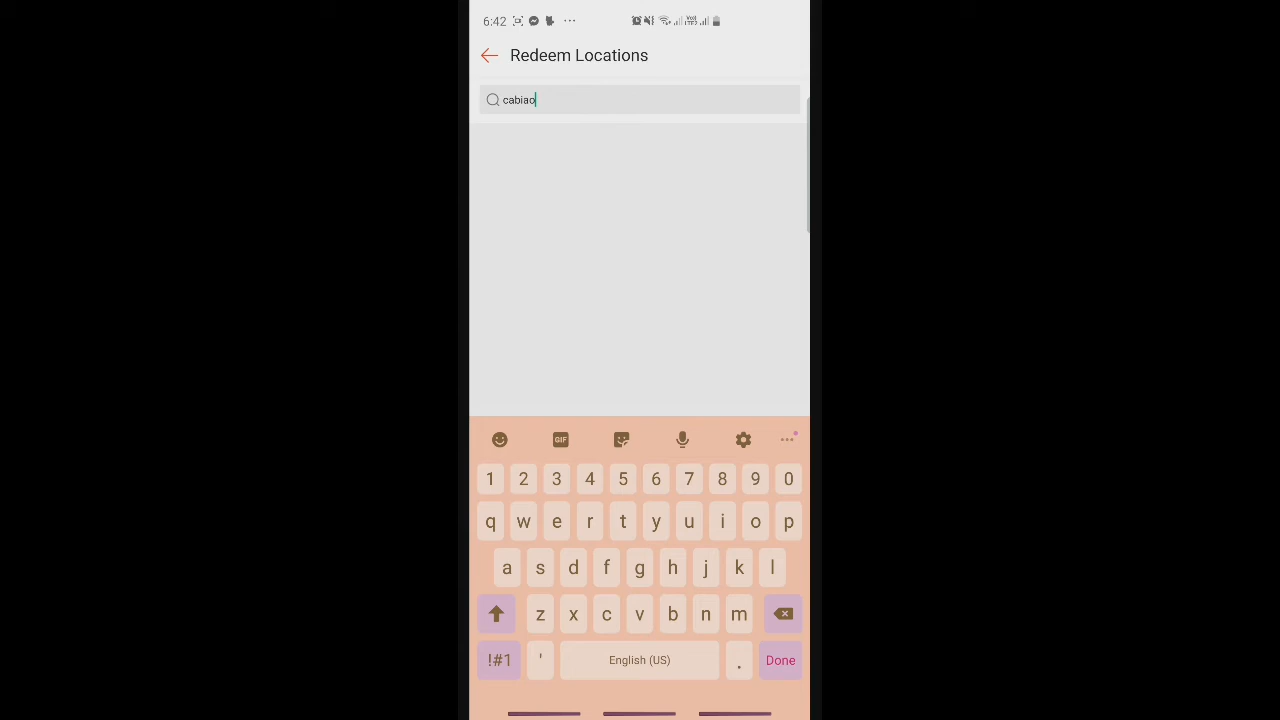 6:42
Redeem Locations
cabiao
GIF
1 2 3 4 5 6 7 8 9 0
q w e r t y u i o p
a s d f g h j k l
z x c v b n m
!#1 ' English (US) . Done